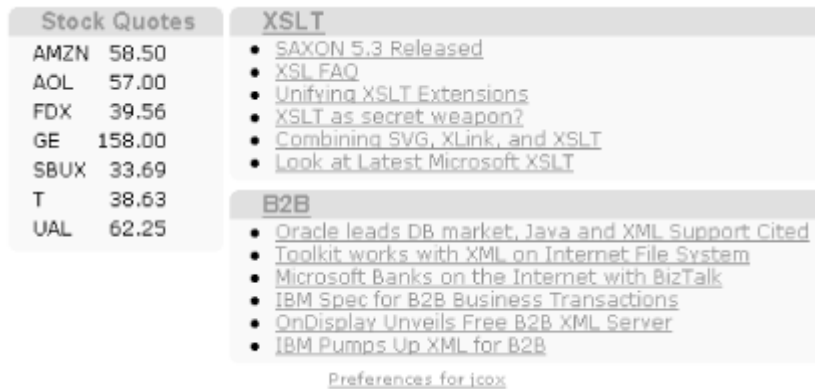 Stock Quotes
AMZN 58.50
AOL 57.00
FDX 39.56
GE 158.00
SBUX 33.69
T 38.63
UAL 62.25
XSLT
SAXON 5.3 Released
XSL FAQ
Unifying XSLT Extensions
XSLT as secret weapon?
Combining SVG, XLink, and XSLT
Look at Latest Microsoft XSLT
B2B
Oracle leads DB market, Java and XML Support Cited
Toolkit works with XML on Internet File System
Microsoft Banks on the Internet with BizTalk
IBM Spec for B2B Business Transactions
OnDisplay Unveils Free B2B XML Server
IBM Pumps Up XML for B2B
Preferences for jcox